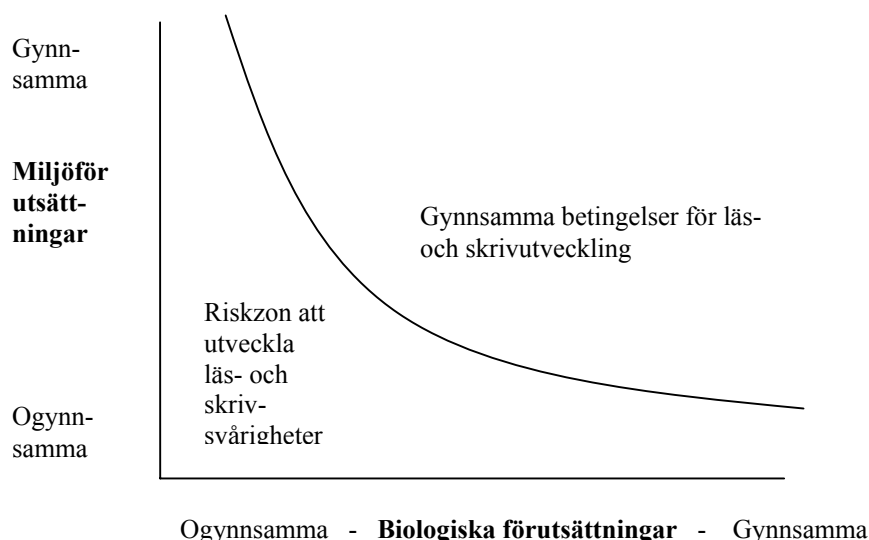 Gynn-
samma
Miljöför
utsätt-
ningar
Gynnsamma betingelser för läs-
och skrivutveckling
Riskzon att
utveckla
läs- och
skriv-
svårigheter
Ogynn-
samma
Ogynnsamma - Biologiska förutsättningar - Gynnsamma